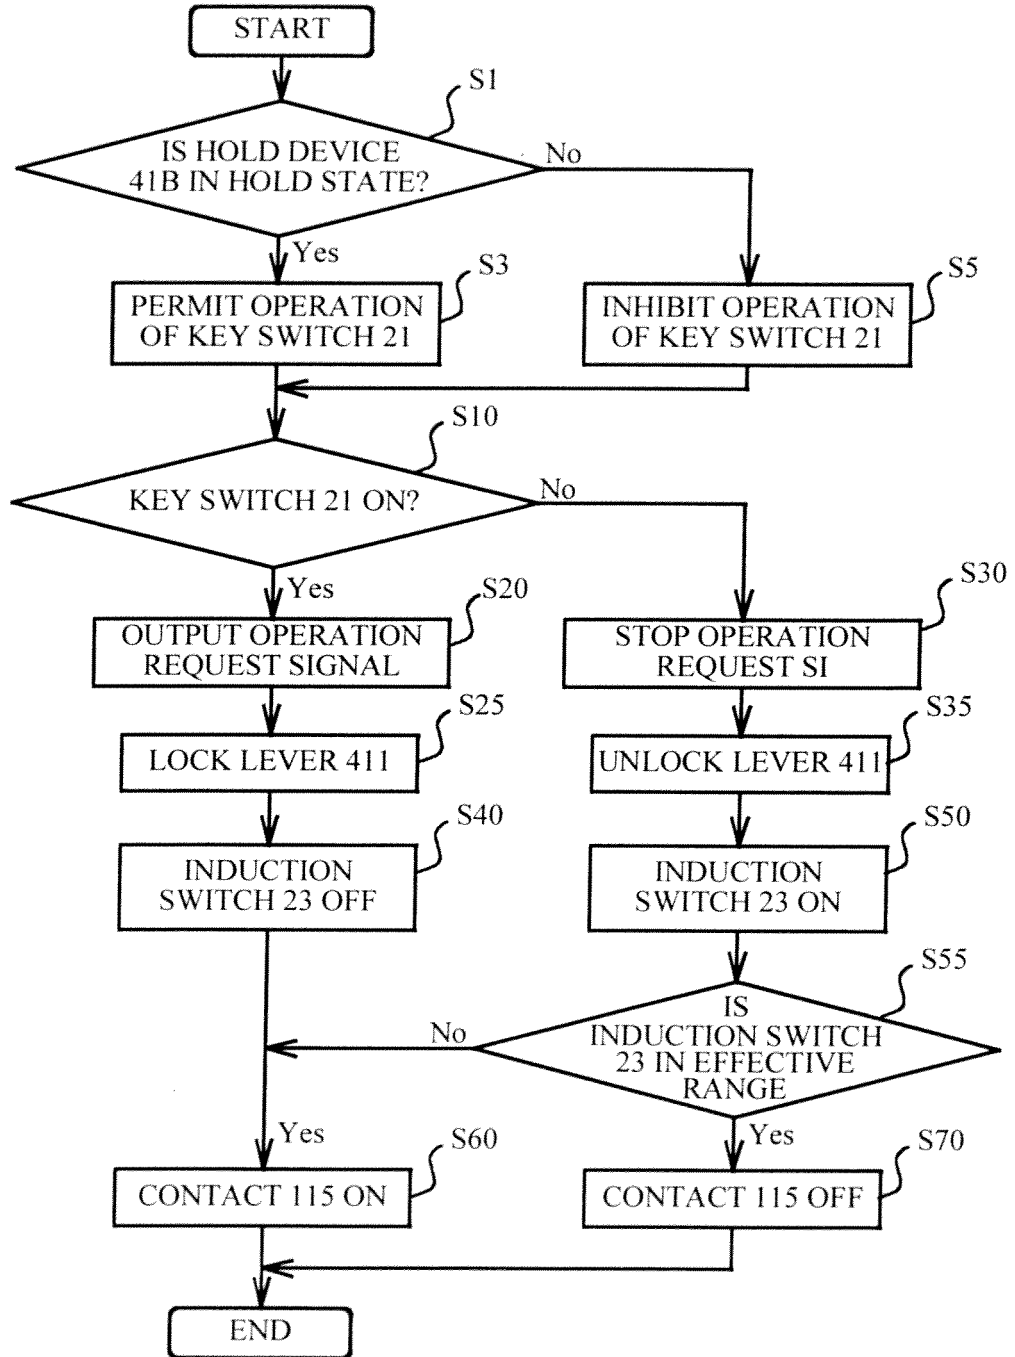 START
S1
IS HOLD DEVICE
41B IN HOLD STATE?
No
Yes
S3
PERMIT OPERATION
OF KEY SWITCH 21
S5
INHIBIT OPERATION
OF KEY SWITCH 21
S10
KEY SWITCH 21 ON?
No
Yes
S20
OUTPUT OPERATION
REQUEST SIGNAL
S30
STOP OPERATION
REQUEST SI
S25
LOCK LEVER 411
S35
UNLOCK LEVER 411
S40
INDUCTION
SWITCH 23 OFF
S50
INDUCTION
SWITCH 23 ON
S55
IS
INDUCTION SWITCH
23 IN EFFECTIVE
RANGE
No
Yes
S60
CONTACT 115 ON
Yes
S70
CONTACT 115 OFF
END